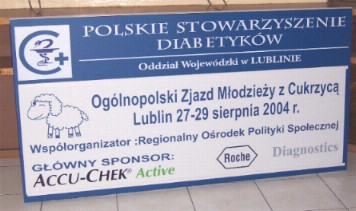 POLSKIE STOWARZYSZENIE
DIABETYKÓW
Oddział Wojewódzki w LUBLINIE
Ogólnopolski Zjazd Młodzieży z Cukrzycą
Lublin 27-29 sierpnia 2004 r.
Współorganizator :Regionalny Ośrodek Polityki Społecznej
GŁÓWNY SPONSOR:
ACCU-CHEK® Active
Roche
Diagnostics